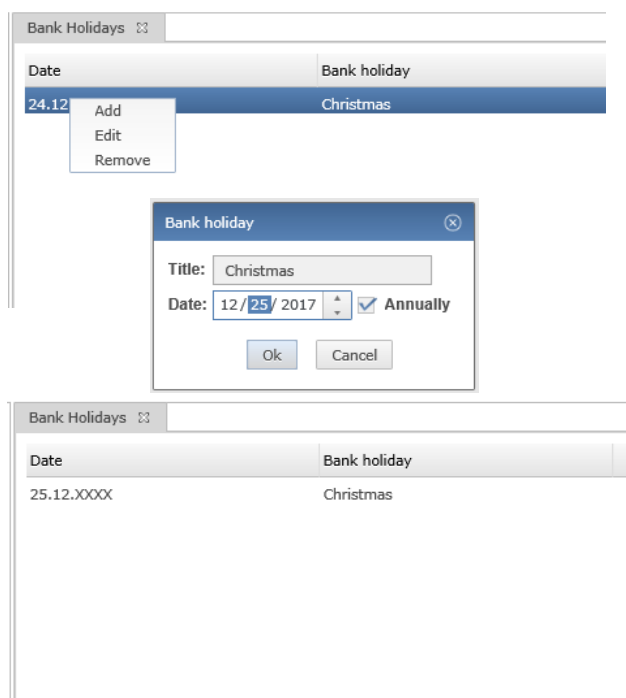 Bank Holidays
Date Bank holiday
24.12 Christmas
Add
Edit
Remove
Bank holiday
Title: Christmas
Date: 12/25/2017 Annually
Ok Cancel
Bank Holidays
Date Bank holiday
25.12.XXXX Christmas